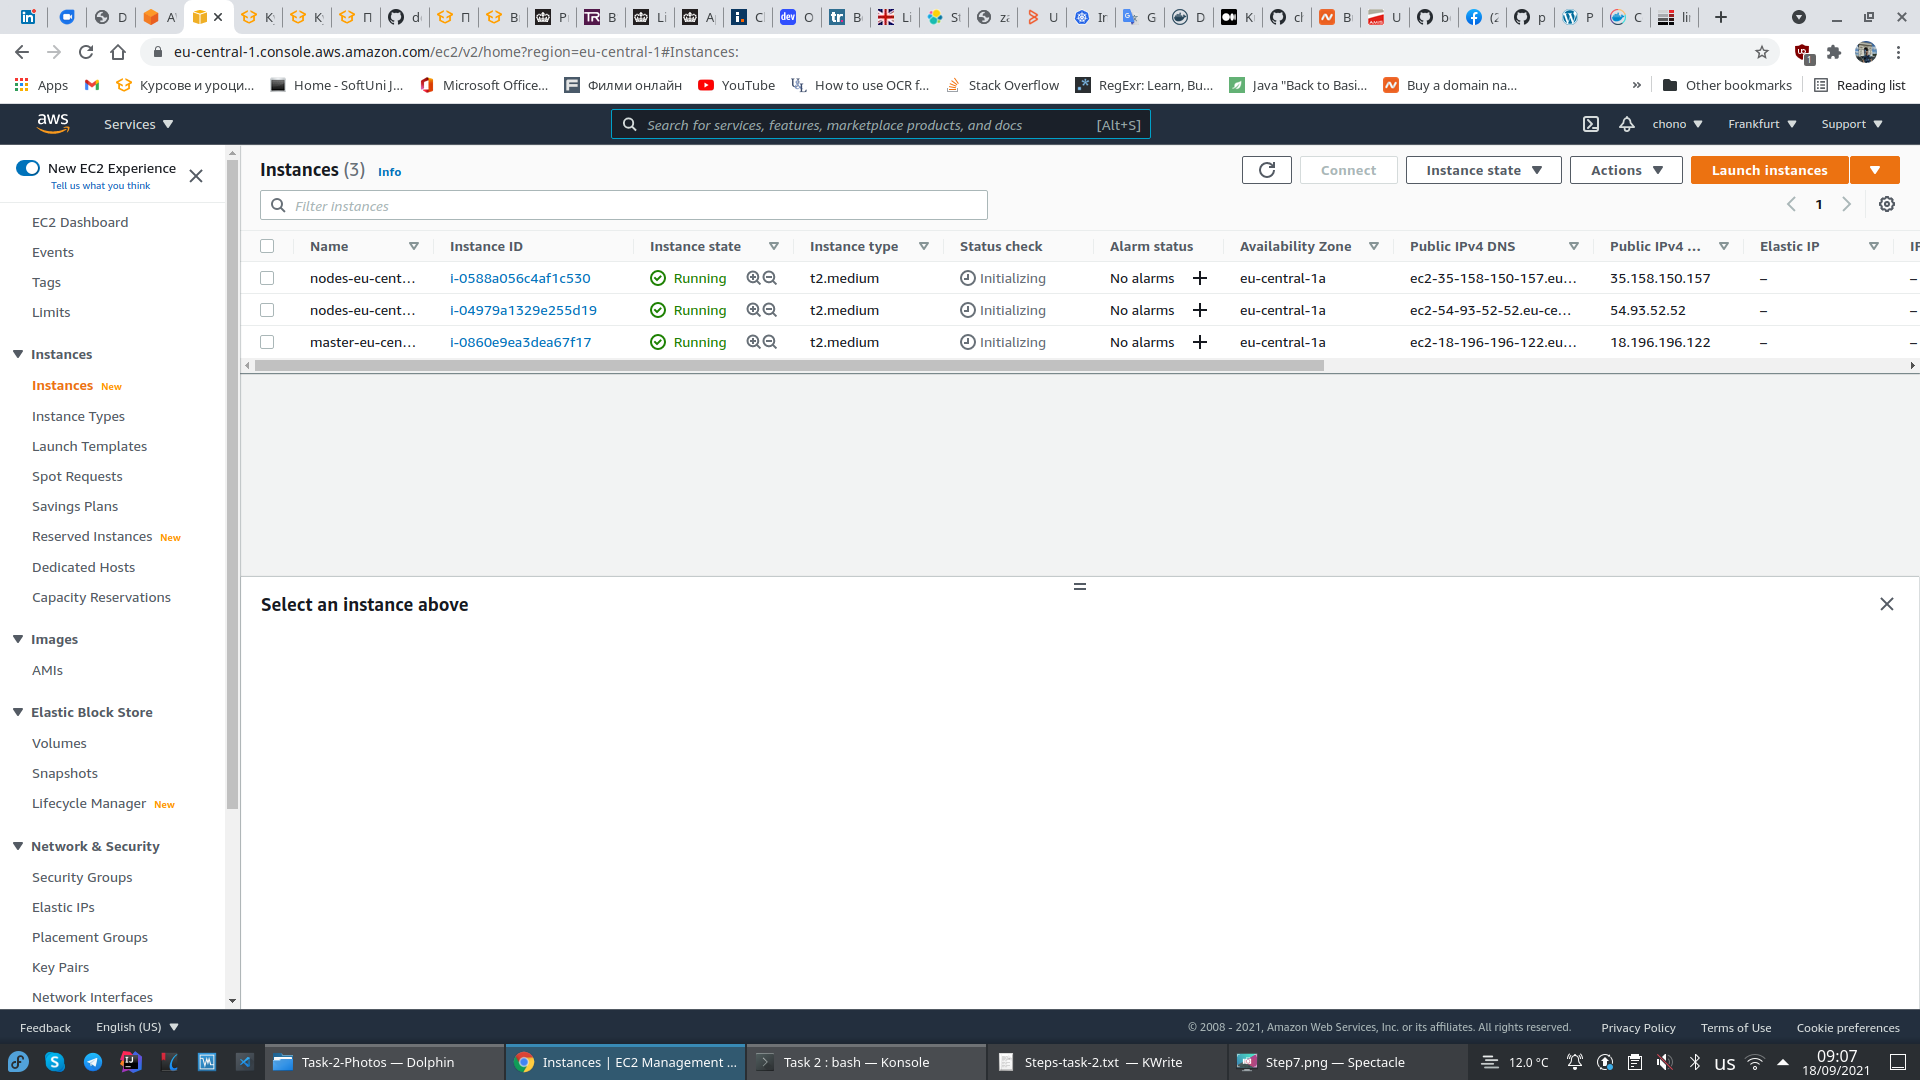 eu-central-1.console.aws.amazon.com/ec2/v2/home?region=eu-central-1#Instances:
Apps
Курсове и уроци...
Home - SoftUni J...
Microsoft Office...
Филми онлайн
YouTube
How to use OCR f...
Stack Overflow
RegExr: Learn, Bu...
Java "Back to Basi...
Buy a domain na...
»
Other bookmarks
Reading list
aws
Services
Search for services, features, marketplace products, and docs
[Alt+S]
chono
Frankfurt
Support
New EC2 Experience
Tell us what you think
EC2 Dashboard
Events
Tags
Limits
Instances
Instances New
Instance Types
Launch Templates
Spot Requests
Savings Plans
Reserved Instances New
Dedicated Hosts
Capacity Reservations
Images
AMIs
Elastic Block Store
Volumes
Snapshots
Lifecycle Manager New
Network & Security
Security Groups
Elastic IPs
Placement Groups
Key Pairs
Network Interfaces
Instances (3) Info
Connect
Instance state
Actions
Launch instances
Filter instances
1
Name Instance ID Instance state Instance type Status check Alarm status Availability Zone Public IPv4 DNS Public IPv4 ... Elastic IP
nodes-eu-cent... i-0588a056c4af1c530 Running t2.medium Initializing No alarms + eu-central-1a ec2-35-158-150-157.eu... 35.158.150.157 – –
nodes-eu-cent... i-04979a1329e255d19 Running t2.medium Initializing No alarms + eu-central-1a ec2-54-93-52-52.eu-ce... 54.93.52.52 – –
master-eu-cen... i-0860e9ea3dea67f17 Running t2.medium Initializing No alarms + eu-central-1a ec2-18-196-196-122.eu... 18.196.196.122 – –
Select an instance above
Feedback
English (US)
© 2008 - 2021, Amazon Web Services, Inc. or its affiliates. All rights reserved.
Privacy Policy
Terms of Use
Cookie preferences
Task-2-Photos — Dolphin
Instances | EC2 Management ...
Task 2 : bash — Konsole
Steps-task-2.txt — KWrite
Step7.png — Spectacle
12.0 °C
us
09:07
18/09/2021